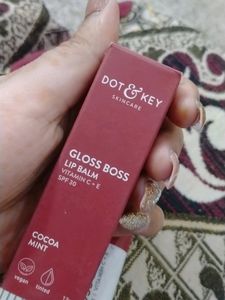 DOT & KEY
SKINCARE
GLOSS BOSS
LIP BALM
VITAMIN C + E
SPF 30
COCOA
MINT
vegan
tinted